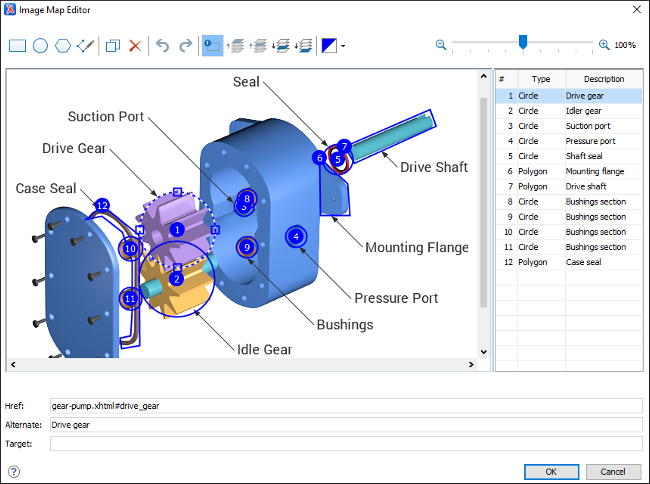 Image Map Editor
100%
Seal
Suction Port
Drive Gear
Case Seal
Drive Shaft
Mounting Flange
Pressure Port
Bushings
Idle Gear
12
10
11
1
2
8
9
4
6
7
5
# Type Description
1 Circle Drive gear
2 Circle Idler gear
3 Circle Suction port
4 Circle Pressure port
5 Circle Shaft seal
6 Polygon Mounting flange
7 Polygon Drive shaft
8 Circle Bushings section
9 Circle Bushings section
10 Circle Bushings section
11 Circle Bushings section
12 Polygon Case seal
Href: gear-pump.xhtml#drive_gear
Alternate: Drive gear
Target:
? OK Cancel